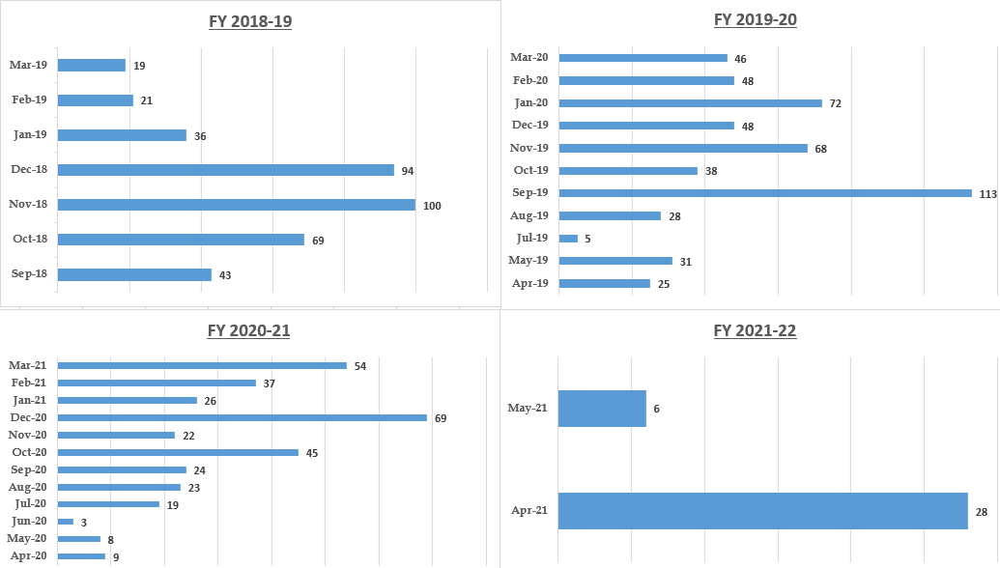 FY 2018-19
Mar-19 19
Feb-19 21
Jan-19 36
Dec-18 94
Nov-18 100
Oct-18 69
Sep-18 43
FY 2019-20
Mar-20 46
Feb-20 48
Jan-20 72
Dec-19 48
Nov-19 68
Oct-19 38
Sep-19 113
Aug-19 28
Jul-19 5
May-19 31
Apr-19 25
FY 2020-21
Mar-21 54
Feb-21 37
Jan-21 26
Dec-20 69
Nov-20 22
Oct-20 45
Sep-20 24
Aug-20 23
Jul-20 19
Jun-20 3
May-20 8
Apr-20 9
FY 2021-22
May-21 6
Apr-21 28